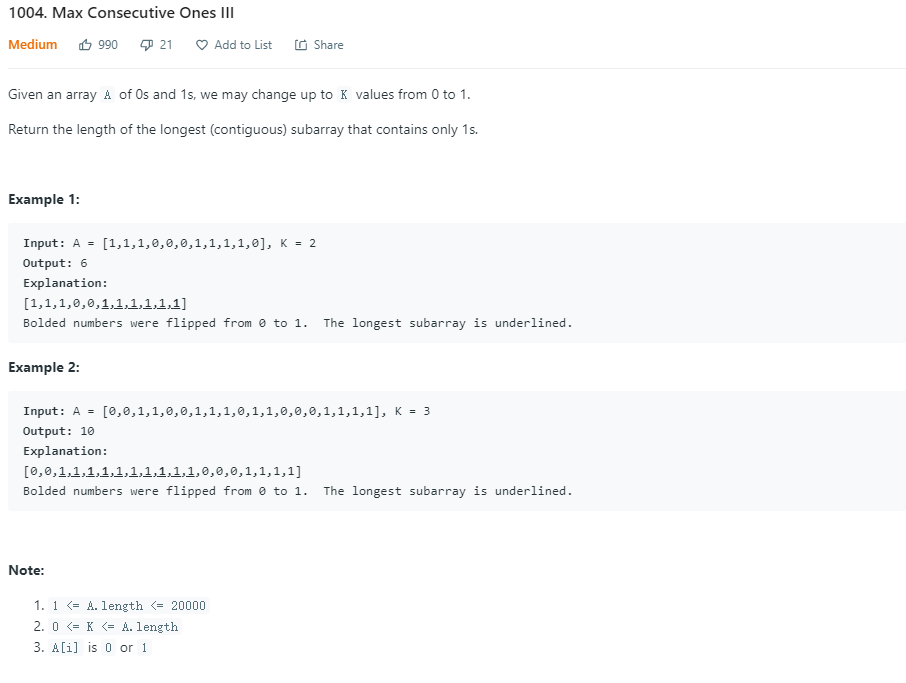 1004. Max Consecutive Ones III
Medium 990 21 Add to List Share
Given an array A of 0s and 1s, we may change up to K values from 0 to 1.
Return the length of the longest (contiguous) subarray that contains only 1s.
Example 1:
Input: A = [1,1,1,0,0,0,1,1,1,1,0], K = 2
Output: 6
Explanation:
[1,1,1,0,0,1,1,1,1,1,1]
Bolded numbers were flipped from 0 to 1. The longest subarray is underlined.
Example 2:
Input: A = [0,0,1,1,0,0,1,1,1,0,1,1,0,0,0,1,1,1,1], K = 3
Output: 10
Explanation:
[0,0,1,1,1,1,1,1,1,1,1,1,0,0,0,1,1,1,1]
Bolded numbers were flipped from 0 to 1. The longest subarray is underlined.
Note:
1. 1 <= A.length <= 20000
2. 0 <= K <= A.length
3. A[i] is 0 or 1